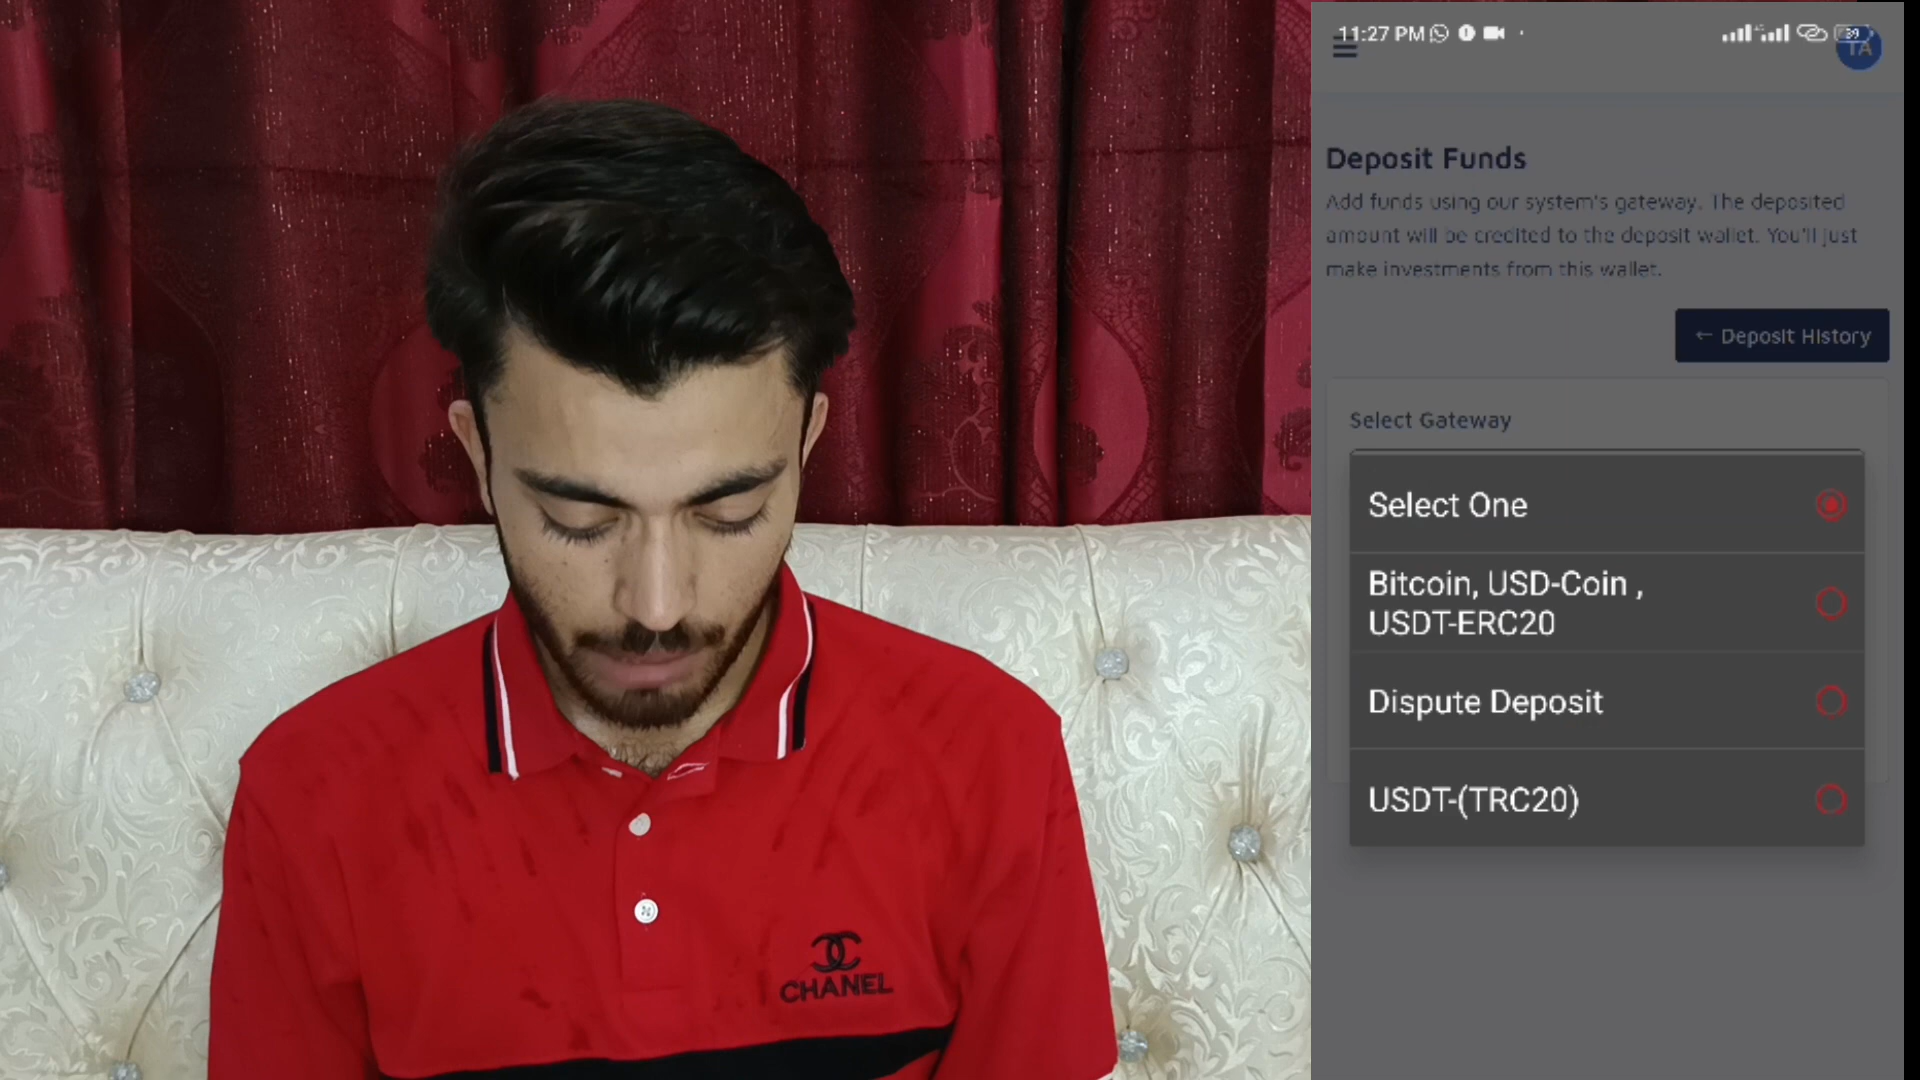 CHANEL
11:27 PM
39
TA
Deposit Funds
Add funds using our system's gateway. The deposited
amount will be credited to the deposit wallet. You'll just
make investments from this wallet.
← Deposit History
Select Gateway
Select One
Bitcoin, USD-Coin ,
USDT-ERC20
Dispute Deposit
USDT-(TRC20)